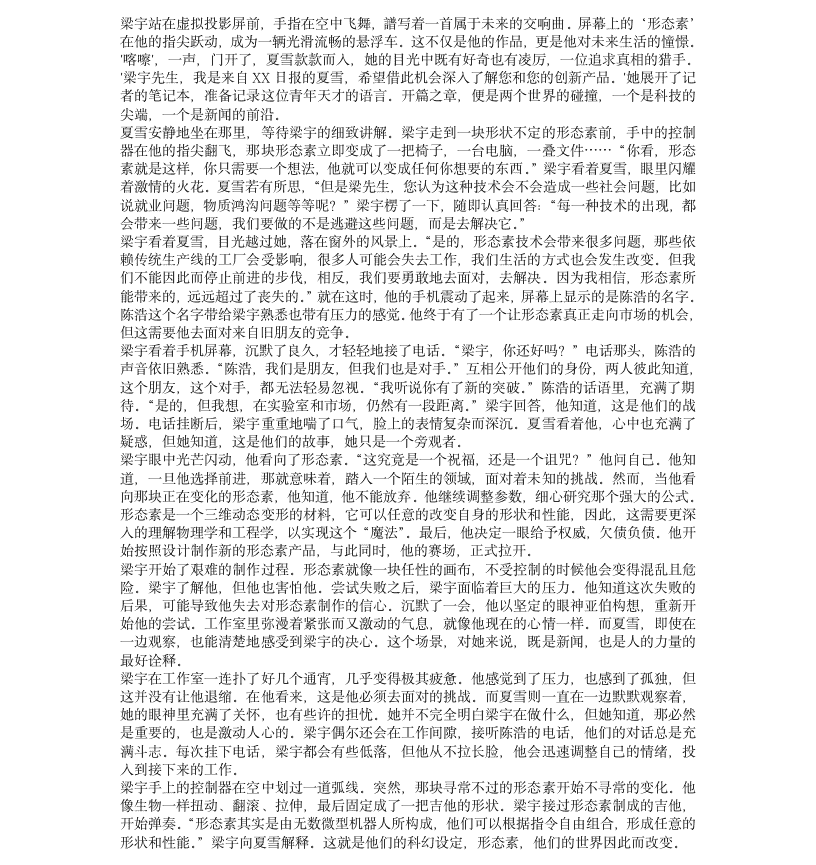 梁宇站在虚拟投影屏前，手指在空中飞舞，譜写着一首属于未来的交响曲．屏幕上的‘形态素’
在他的指尖跃动，成为一辆光滑流畅的悬浮车．这不仅是他的作品，更是他对未来生活的憧憬．
'喀嚓'，一声，门开了，夏雪款款而入，她的目光中既有好奇也有凌厉，一位追求真相的猎手．
'梁宇先生，我是来自 XX 日报的夏雪，希望借此机会深入了解您和您的创新产品．'她展开了记
者的笔记本，准备记录这位青年天才的语言．开篇之章，便是两个世界的碰撞，一个是科技的
尖端，一个是新闻的前沿．
夏雪安静地坐在那里，等待梁宇的细致讲解．梁宇走到一块形状不定的形态素前，手中的控制
器在他的指尖翻飞，那块形态素立即变成了一把椅子，一台电脑，一叠文件……“你看，形态
素就是这样，你只需要一个想法，他就可以变成任何你想要的东西．”梁宇看着夏雪，眼里闪耀
着激情的火花．夏雪若有所思，“但是梁先生，您认为这种技术会不会造成一些社会问题，比如
说就业问题，物质鸿沟问题等等呢？”梁宇楞了一下，随即认真回答：“每一种技术的出现，都
会带来一些问题，我们要做的不是逃避这些问题，而是去解决它．”
梁宇看着夏雪，目光越过她，落在窗外的风景上．“是的，形态素技术会带来很多问题，那些依
赖传统生产线的工厂会受影响，很多人可能会失去工作，我们生活的方式也会发生改变．但我
们不能因此而停止前进的步伐，相反，我们要勇敢地去面对，去解决．因为我相信，形态素所
能带来的，远远超过了丧失的．”就在这时，他的手机震动了起来，屏幕上显示的是陈浩的名字．
陈浩这个名字带给梁宇熟悉也带有压力的感觉．他终于有了一个让形态素真正走向市场的机会，
但这需要他去面对来自旧朋友的竞争．
梁宇看着手机屏幕，沉默了良久，才轻轻地接了电话．“梁宇，你还好吗？”电话那头，陈浩的
声音依旧熟悉．“陈浩，我们是朋友，但我们也是对手．”互相公开他们的身份，两人彼此知道，
这个朋友，这个对手，都无法轻易忽视．“我听说你有了新的突破．”陈浩的话语里，充满了期
待．“是的，但我想，在实验室和市场，仍然有一段距离．”梁宇回答，他知道，这是他们的战
场．电话挂断后，梁宇重重地喘了口气，脸上的表情复杂而深沉．夏雪看着他，心中也充满了
疑惑，但她知道，这是他们的故事，她只是一个旁观者．
梁宇眼中光芒闪动，他看向了形态素．“这究竟是一个祝福，还是一个诅咒？”他问自己．他知
道，一旦他选择前进，那就意味着，踏入一个陌生的领域，面对着未知的挑战．然而，当他看
向那块正在变化的形态素，他知道，他不能放弃．他继续调整参数，细心研究那个强大的公式．
形态素是一个三维动态变形的材料，它可以任意的改变自身的形状和性能，因此，这需要更深
入的理解物理学和工程学，以实现这个“魔法”．最后，他决定一眼给予权威，欠债负债．他开
始按照设计制作新的形态素产品，与此同时，他的赛场，正式拉开．
梁宇开始了艰难的制作过程．形态素就像一块任性的画布，不受控制的时候他会变得混乱且危
险．梁宇了解他，但他也害怕他．尝试失败之后，梁宇面临着巨大的压力．他知道这次失败的
后果，可能导致他失去对形态素制作的信心．沉默了一会，他以坚定的眼神亚伯构想，重新开
始他的尝试．工作室里弥漫着紧张而又激动的气息，就像他现在的心情一样．而夏雪，即使在
一边观察，也能清楚地感受到梁宇的决心．这个场景，对她来说，既是新闻，也是人的力量的
最好诠释．
梁宇在工作室一连扑了好几个通宵，几乎变得极其疲惫．他感觉到了压力，也感到了孤独，但
这并没有让他退缩．在他看来，这是他必须去面对的挑战．而夏雪则一直在一边默默观察着，
她的眼神里充满了关怀，也有些许的担忧．她并不完全明白梁宇在做什么，但她知道，那必然
是重要的，也是激动人心的．梁宇偶尔还会在工作间隙，接听陈浩的电话，他们的对话总是充
满斗志．每次挂下电话，梁宇都会有些低落，但他从不拉长脸，他会迅速调整自己的情绪，投
入到接下来的工作．
梁宇手上的控制器在空中划过一道弧线．突然，那块寻常不过的形态素开始不寻常的变化．他
像生物一样扭动、翻滚、拉伸，最后固定成了一把吉他的形状．梁宇接过形态素制成的吉他，
开始弹奏．“形态素其实是由无数微型机器人所构成，他们可以根据指令自由组合，形成任意的
形状和性能．”梁宇向夏雪解释．这就是他们的科幻设定，形态素，他们的世界因此而改变．